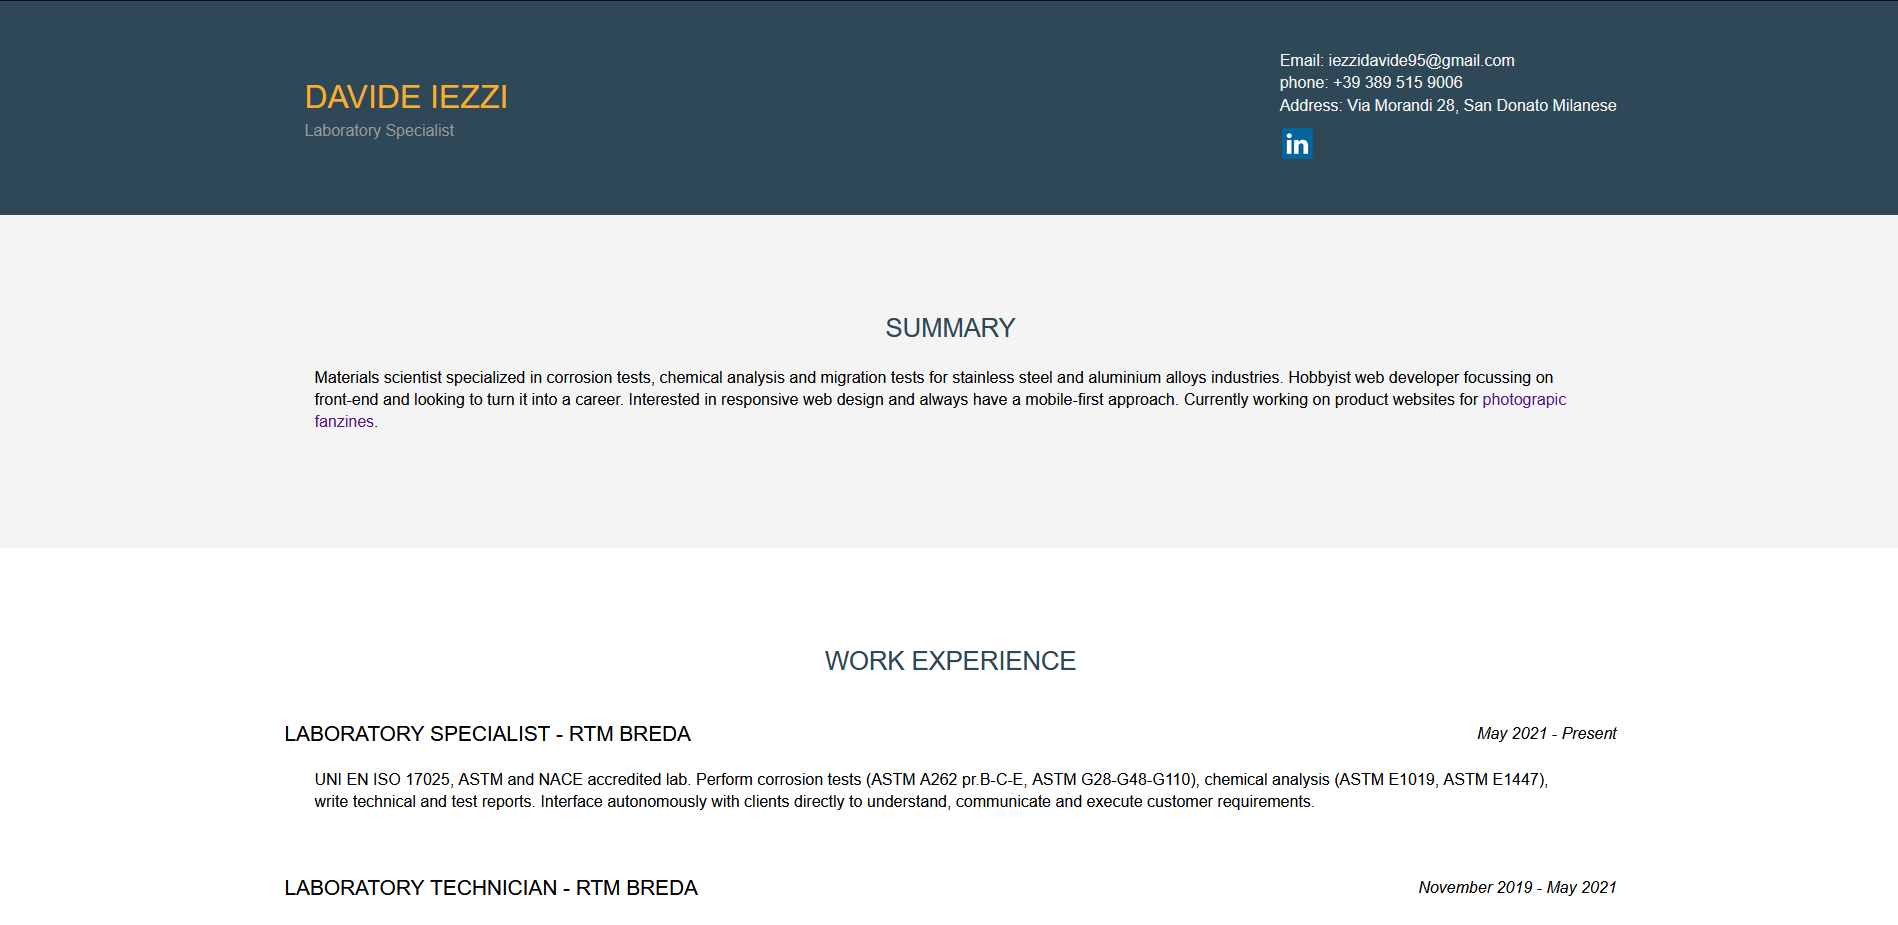 DAVIDE IEZZI
Laboratory Specialist
Email: iezzidavide95@gmail.com
phone: +39 389 515 9006
Address: Via Morandi 28, San Donato Milanese
in
SUMMARY
Materials scientist specialized in corrosion tests, chemical analysis and migration tests for stainless steel and aluminium alloys industries. Hobbyist web developer focussing on
front-end and looking to turn it into a career. Interested in responsive web design and always have a mobile-first approach. Currently working on product websites for photograpic
fanzines.
WORK EXPERIENCE
LABORATORY SPECIALIST - RTM BREDA
May 2021 - Present
UNI EN ISO 17025, ASTM and NACE accredited lab. Perform corrosion tests (ASTM A262 pr.B-C-E, ASTM G28-G48-G110), chemical analysis (ASTM E1019, ASTM E1447),
write technical and test reports. Interface autonomously with clients directly to understand, communicate and execute customer requirements.
LABORATORY TECHNICIAN - RTM BREDA
November 2019 - May 2021